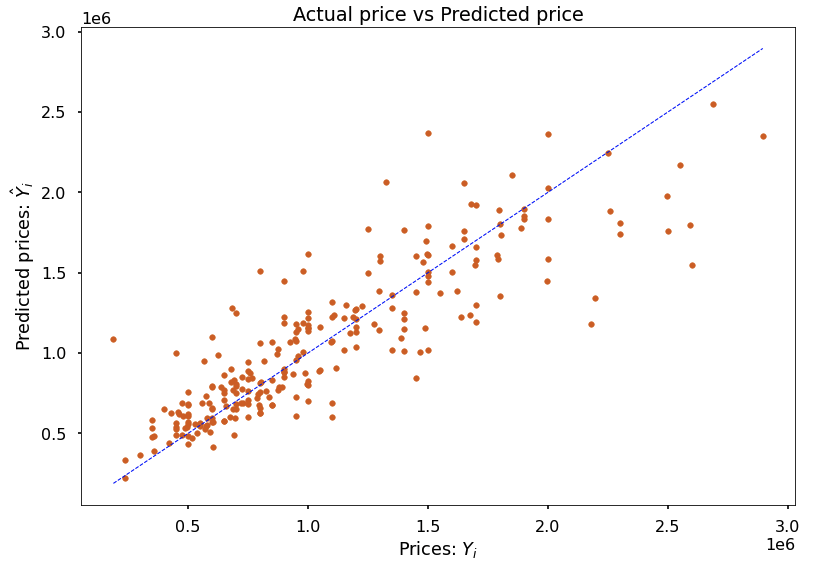 Actual price vs Predicted price
1e6
3.0
2.5
2.0
1.5
1.0
0.5
Predicted prices: Ŷᵢ
0.5 1.0 1.5 2.0 2.5 3.0
1e6
Prices: Yᵢ